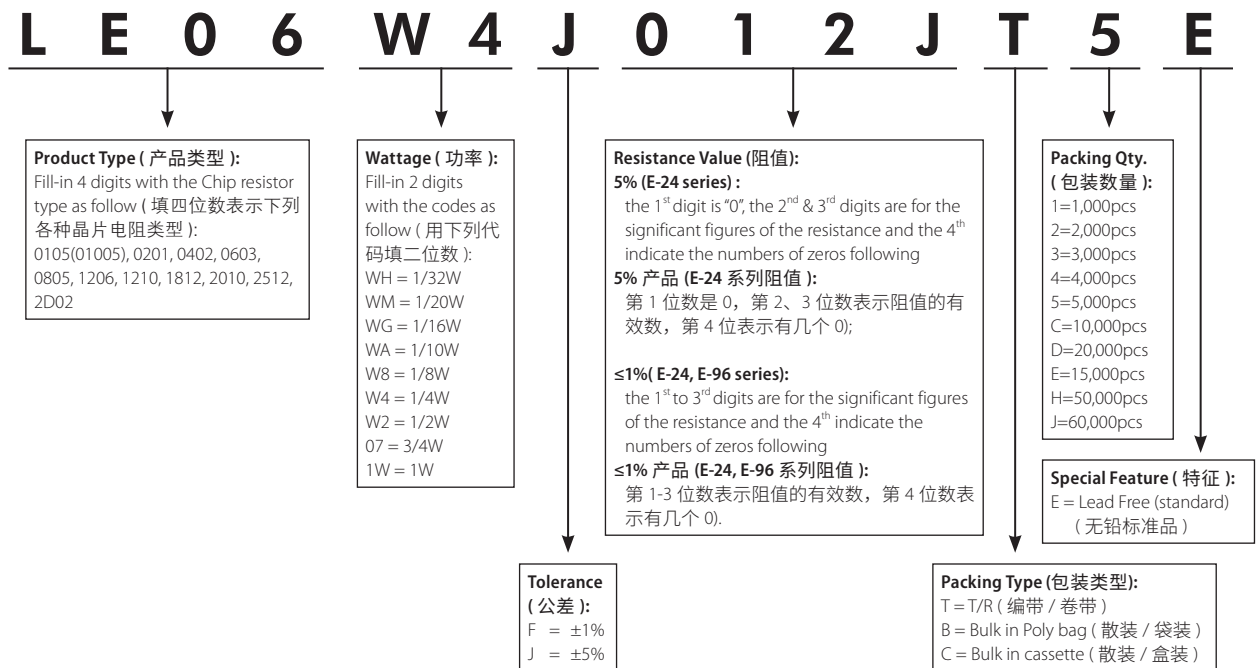 L E 0 6 W 4 J 0 1 2 J T 5 E
Product Type ( 产品类型 ):
Fill-in 4 digits with the Chip resistor
type as follow ( 填四位数表示下列
各种晶片电阻类型 ):
0105(01005), 0201, 0402, 0603,
0805, 1206, 1210, 1812, 2010, 2512,
2D02
Wattage ( 功率 ):
Fill-in 2 digits
with the codes as
follow ( 用下列代
码填二位数 ):
WH = 1/32W
WM = 1/20W
WG = 1/16W
WA = 1/10W
W8 = 1/8W
W4 = 1/4W
W2 = 1/2W
07 = 3/4W
1W = 1W
Tolerance
( 公差 ):
F = ±1%
J = ±5%
Resistance Value (阻值):
5% (E-24 series) :
the 1st digit is "0", the 2nd & 3rd digits are for the
significant figures of the resistance and the 4th
indicate the numbers of zeros following
5% 产品 (E-24 系列阻值 ):
第 1 位数是 0，第 2、3 位数表示阻值的有
效数，第 4 位表示有几个 0);
≤1%( E-24, E-96 series):
the 1st to 3rd digits are for the significant figures
of the resistance and the 4th indicate the
numbers of zeros following
≤1% 产品 (E-24, E-96 系列阻值 ):
第 1-3 位数表示阻值的有效数，第 4 位数表
示有几个 0).
Packing Type (包装类型):
T = T/R ( 编带 / 卷带 )
B = Bulk in Poly bag ( 散装 / 袋装 )
C = Bulk in cassette ( 散装 / 盒装 )
Packing Qty.
( 包装数量 ):
1=1,000pcs
2=2,000pcs
3=3,000pcs
4=4,000pcs
5=5,000pcs
C=10,000pcs
D=20,000pcs
E=15,000pcs
H=50,000pcs
J=60,000pcs
Special Feature ( 特征 ):
E = Lead Free (standard)
( 无铅标准品 )